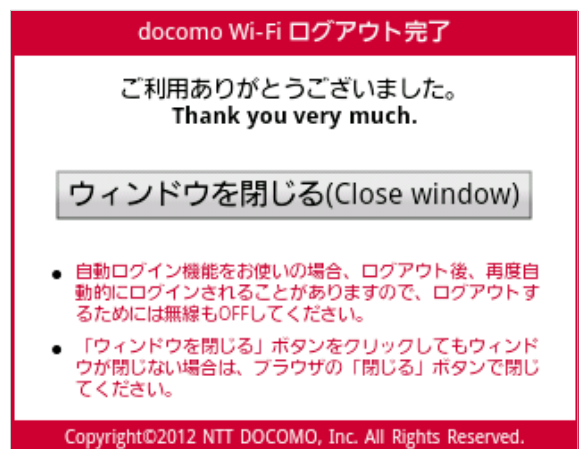 docomo Wi-Fi ログアウト完了
ご利用ありがとうございました。
Thank you very much.
ウィンドウを閉じる(Close window)
● 自動ログイン機能をお使いの場合、ログアウト後、再度自
動的にログインされることがありますので、ログアウトす
るためには無線もOFFしてください。
● 「ウィンドウを閉じる」ボタンをクリックしてもウィンド
ウが閉じない場合は、ブラウザの「閉じる」ボタンで閉じ
てください。
Copyright©2012 NTT DOCOMO, Inc. All Rights Reserved.